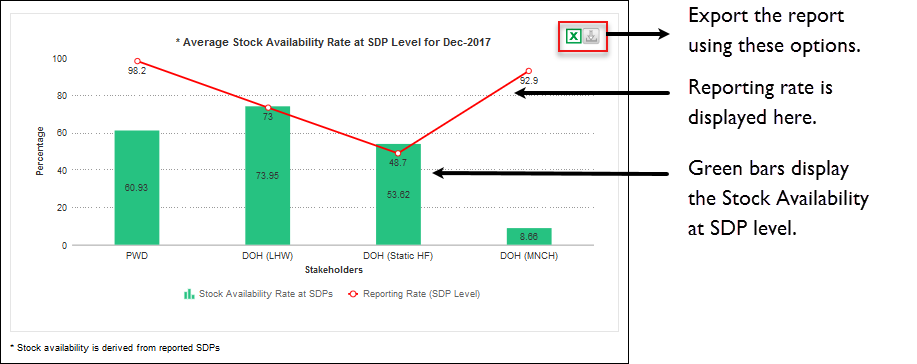 * Average Stock Availability Rate at SDP Level for Dec-2017
Export the report
using these options.
Reporting rate is
displayed here.
Green bars display
the Stock Availability
at SDP level.
Percentage
100
80
60
40
20
0
98.2
73
48.7
92.9
60.93
73.95
53.62
8.66
PWD
DOH (LHW)
DOH (Static HF)
DOH (MNCH)
Stakeholders
Stock Availability Rate at SDPs
Reporting Rate (SDP Level)
* Stock availability is derived from reported SDPs